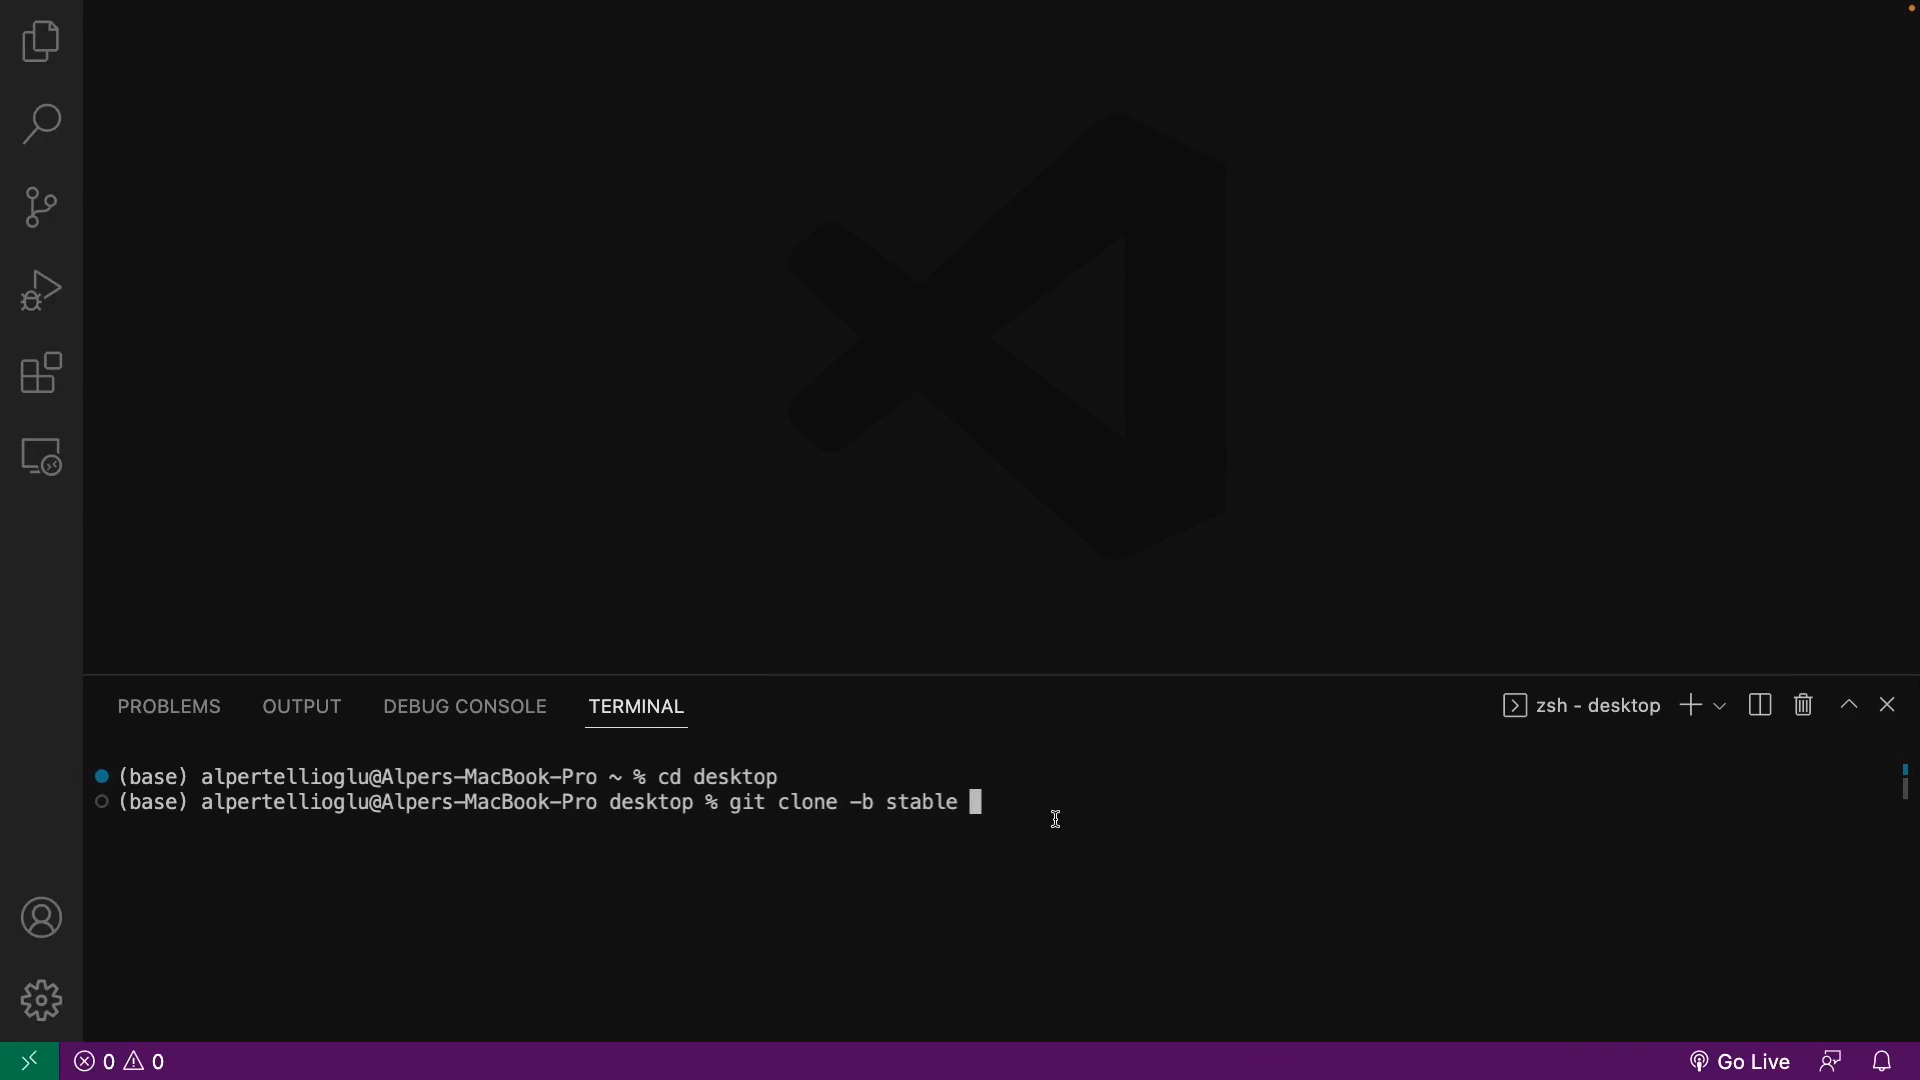 PROBLEMS OUTPUT DEBUG CONSOLE TERMINAL zsh - desktop
(base) alpertellioglu@Alpers-MacBook-Pro ~ % cd desktop
(base) alpertellioglu@Alpers-MacBook-Pro desktop % git clone -b stable
0 0 Go Live